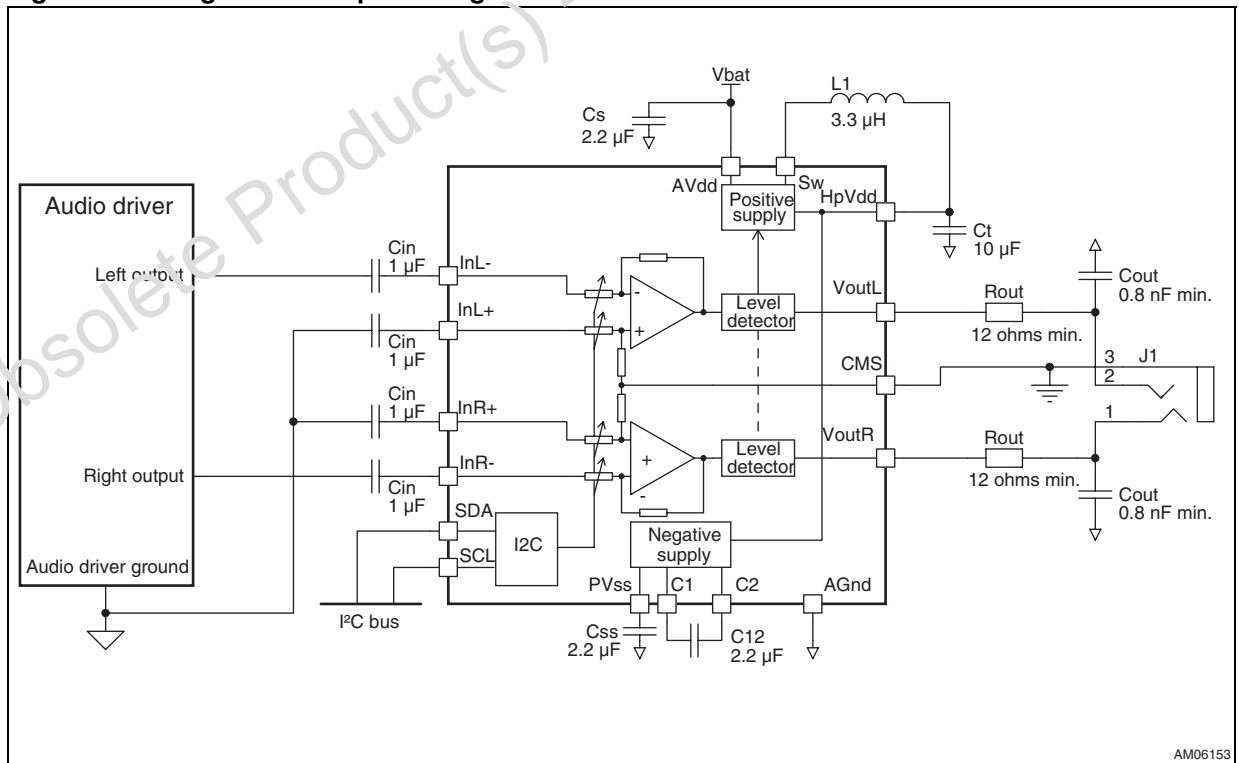 Obsolete Product(s)
Vbat
L1
3.3 µH
Cs
2.2 µF
AVdd
Sw
HpVdd
Positive
supply
Ct
10 µF
Audio driver
Left output
Cin
1 µF
InL-
Cin
1 µF
InL+
Level
detector
VoutL
Rout
12 ohms min.
Cout
0.8 nF min.
CMS
3
2
J1
1
Cin
1 µF
InR+
Right output
Cin
1 µF
InR-
Level
detector
VoutR
Rout
12 ohms min.
Cout
0.8 nF min.
SDA
SCL
I2C
I²C bus
Negative
supply
PVss
C1
C2
AGnd
Css
2.2 µF
C12
2.2 µF
Audio driver ground
-
+
+
-
AM06153